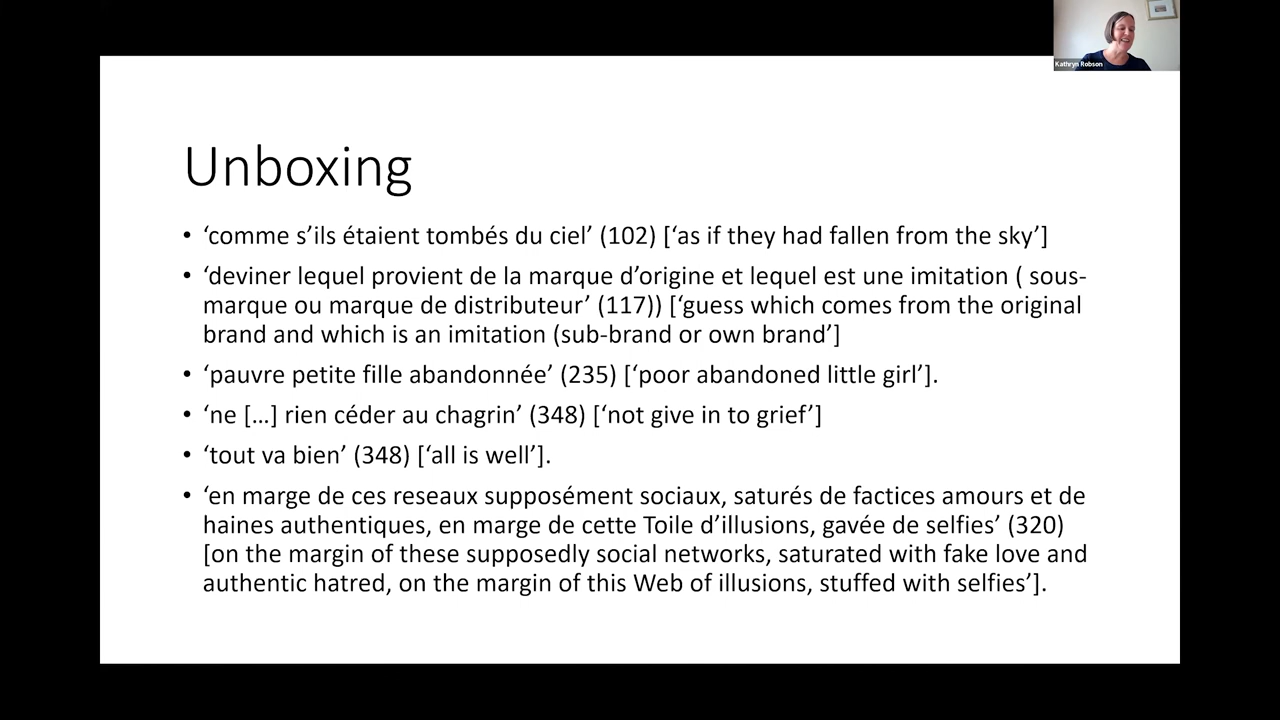 Kathryn Robson
Unboxing
• ‘comme s’ils étaient tombés du ciel’ (102) [‘as if they had fallen from the sky’]
• ‘deviner lequel provient de la marque d’origine et lequel est une imitation ( sous-
marque ou marque de distributeur’ (117)) [‘guess which comes from the original
brand and which is an imitation (sub-brand or own brand’]
• ‘pauvre petite fille abandonnée’ (235) [‘poor abandoned little girl’].
• ‘ne […] rien céder au chagrin’ (348) [‘not give in to grief’]
• ‘tout va bien’ (348) [‘all is well’].
• ‘en marge de ces reseaux supposément sociaux, saturés de factices amours et de
haines authentiques, en marge de cette Toile d’illusions, gavée de selfies’ (320)
[on the margin of these supposedly social networks, saturated with fake love and
authentic hatred, on the margin of this Web of illusions, stuffed with selfies’].